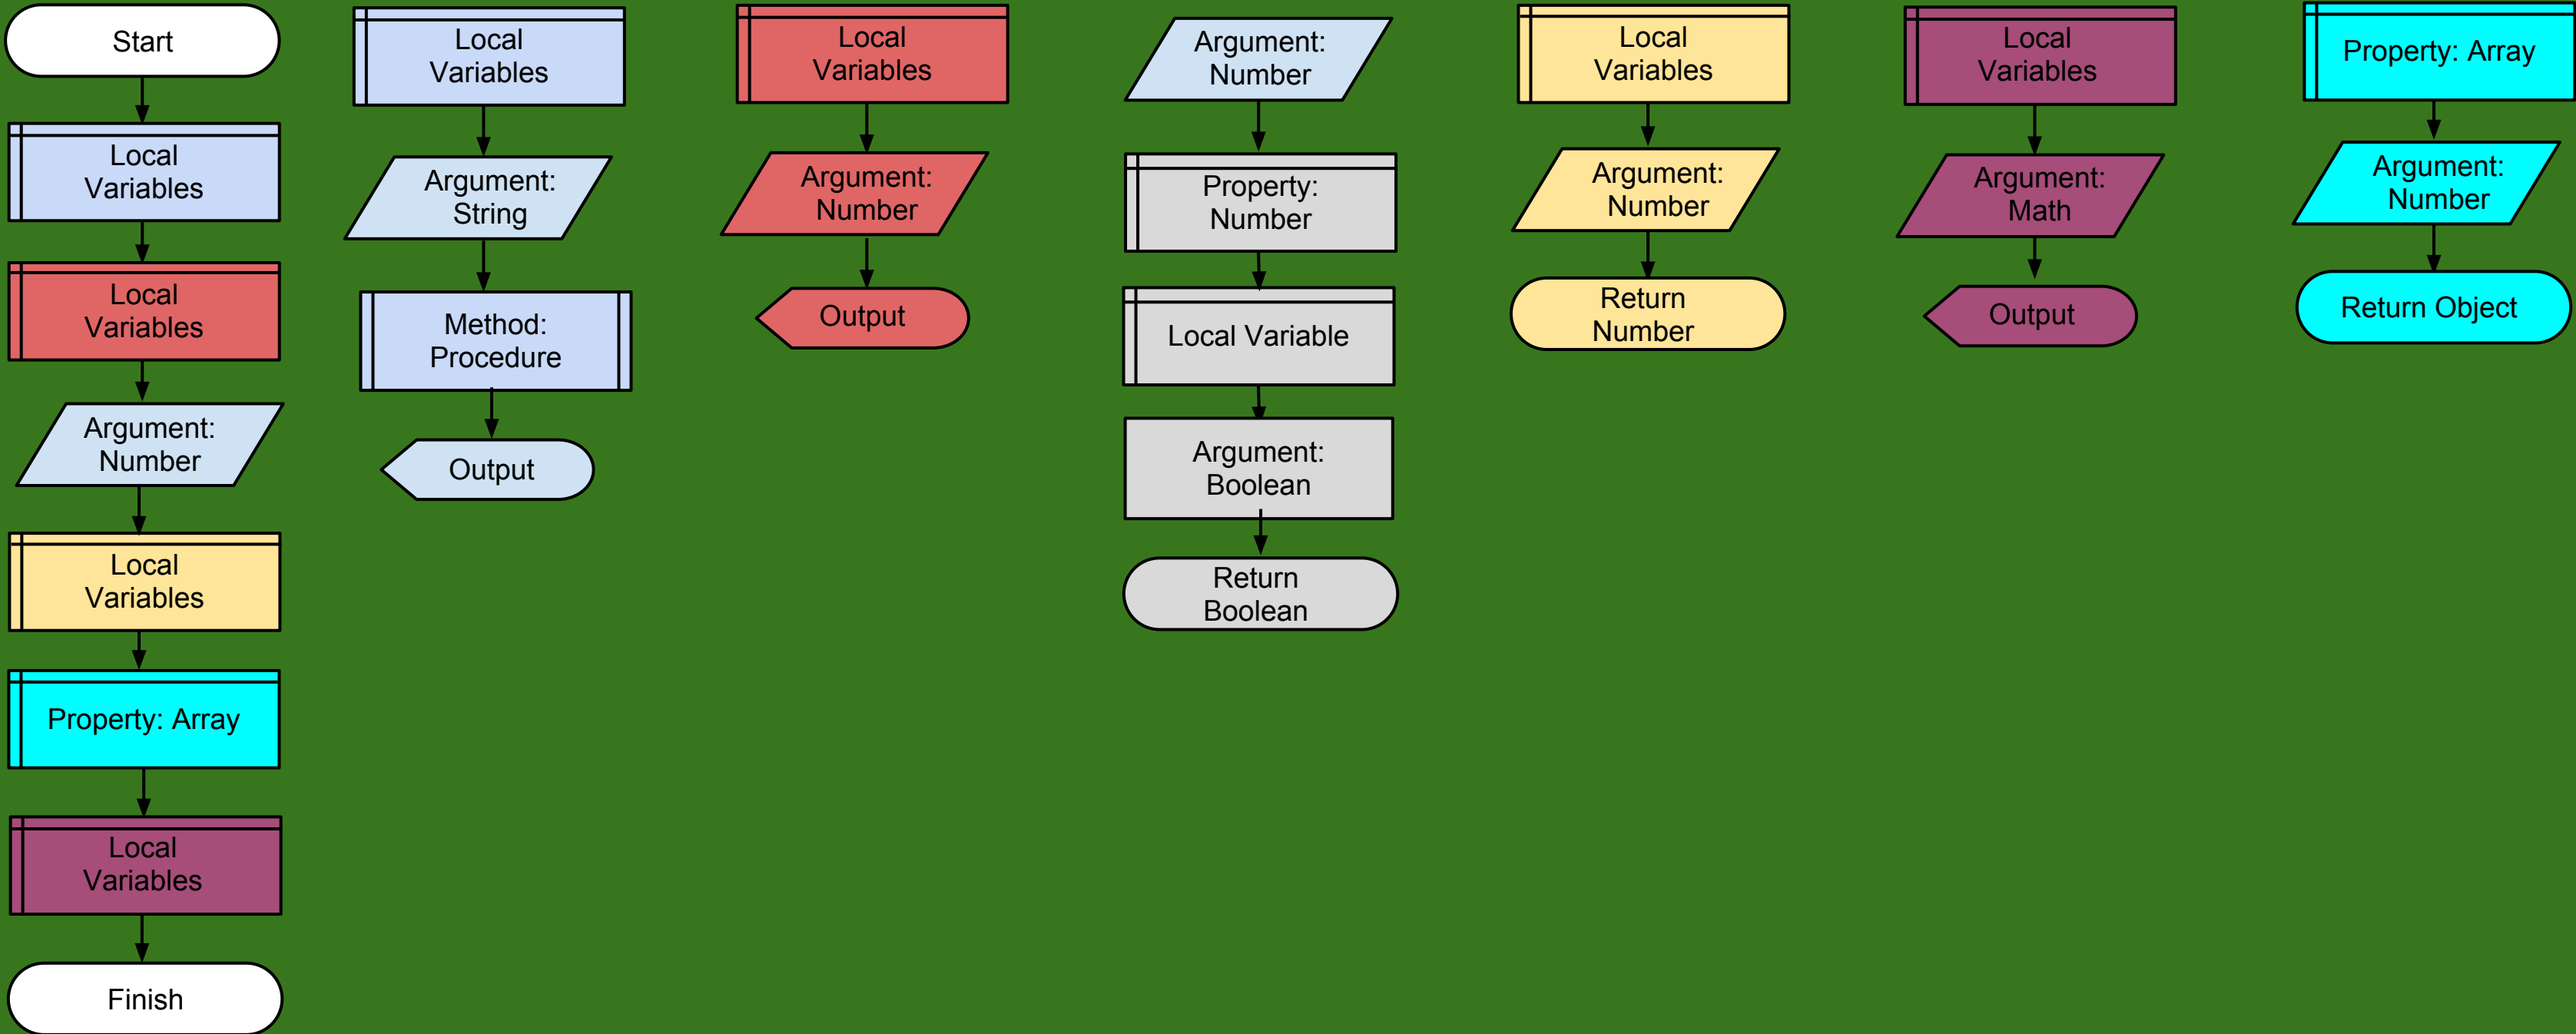 Start
Local
Variables
Local
Variables
Argument:
Number
Local
Variables
Property: Array
Local
Variables
Finish
Local
Variables
Argument:
String
Method:
Procedure
Output
Local
Variables
Argument:
Number
Output
Argument:
Number
Property:
Number
Local Variable
Argument:
Boolean
Return
Boolean
Local
Variables
Argument:
Number
Return
Number
Local
Variables
Argument:
Math
Output
Property: Array
Argument:
Number
Return Object